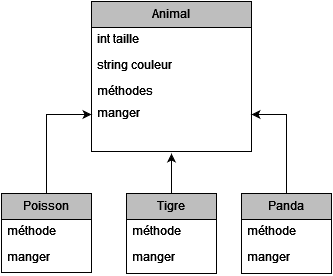 Animal
int taille
string couleur
méthodes
manger
Poisson
méthode
manger
Tigre
méthode
manger
Panda
méthode
manger